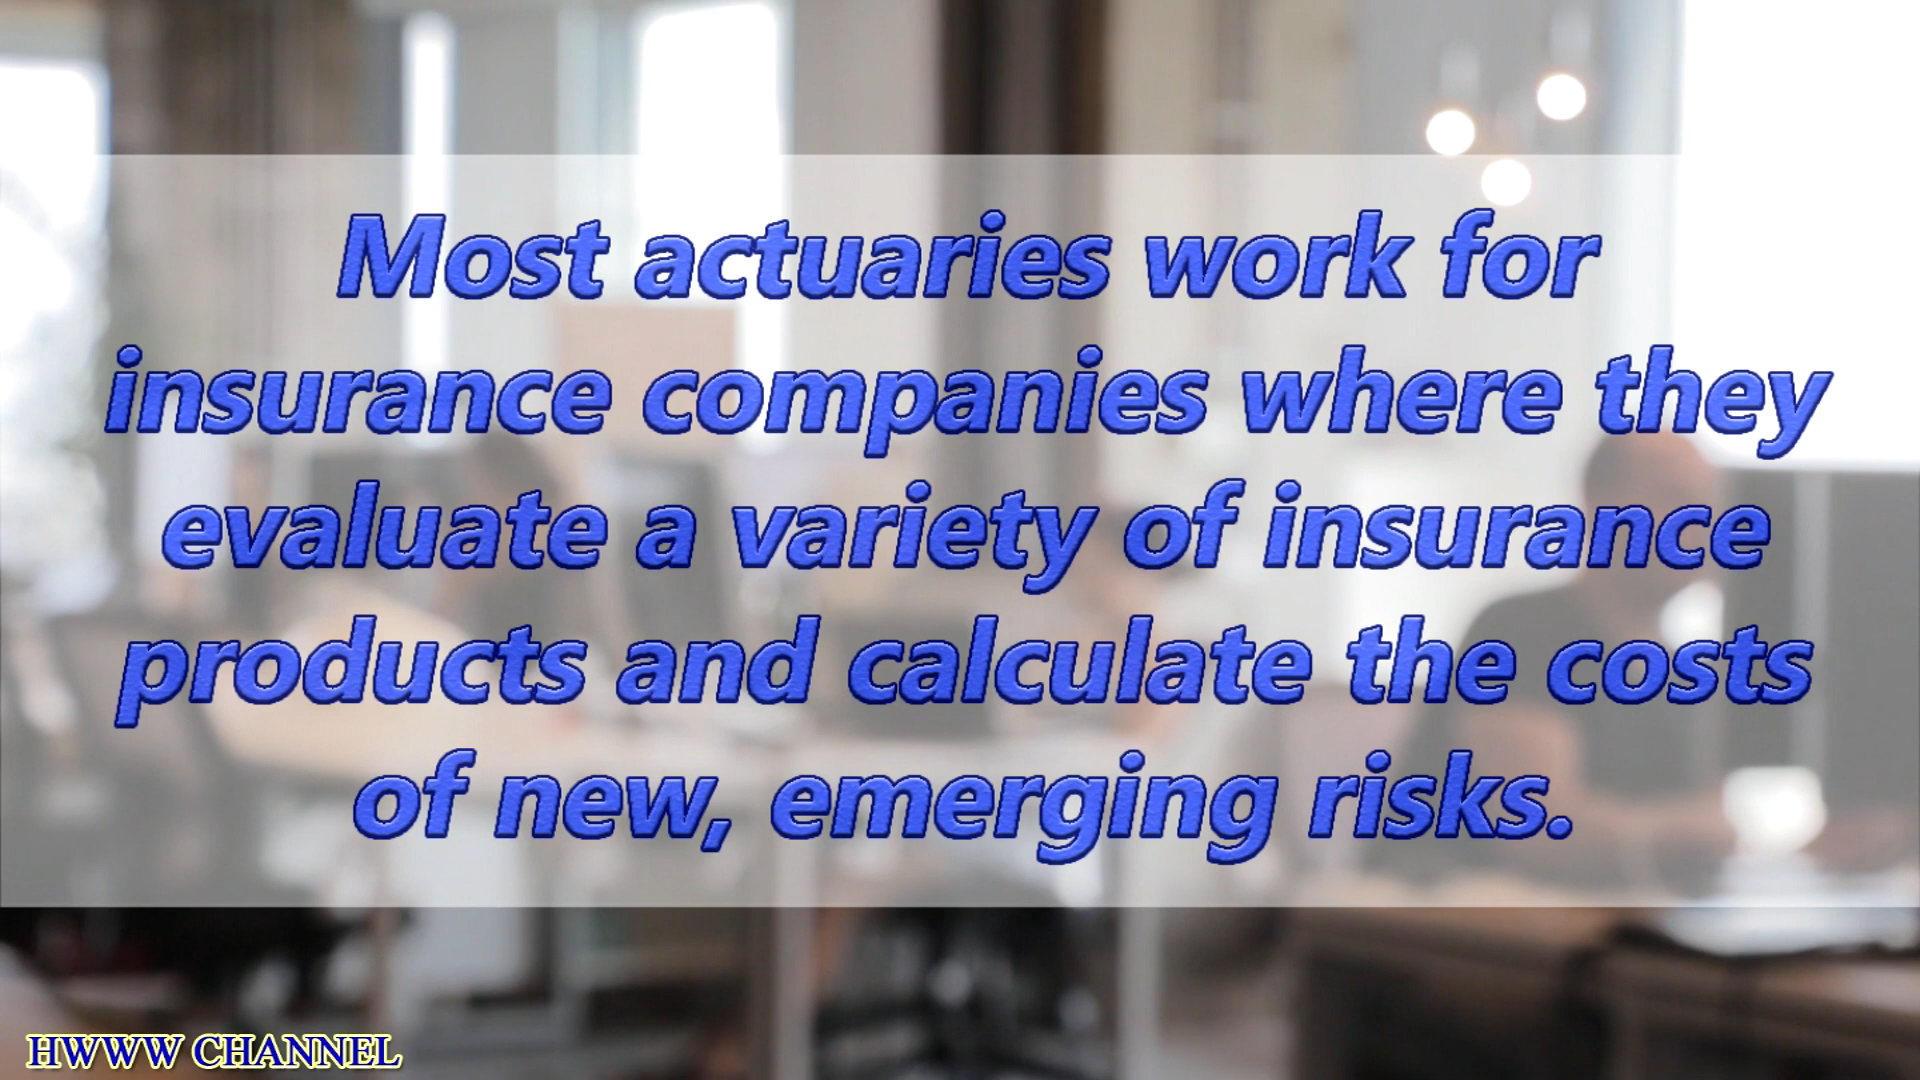 Most actuaries work for
insurance companies where they
evaluate a variety of insurance
products and calculate the costs
of new, emerging risks.
HWWW CHANNEL